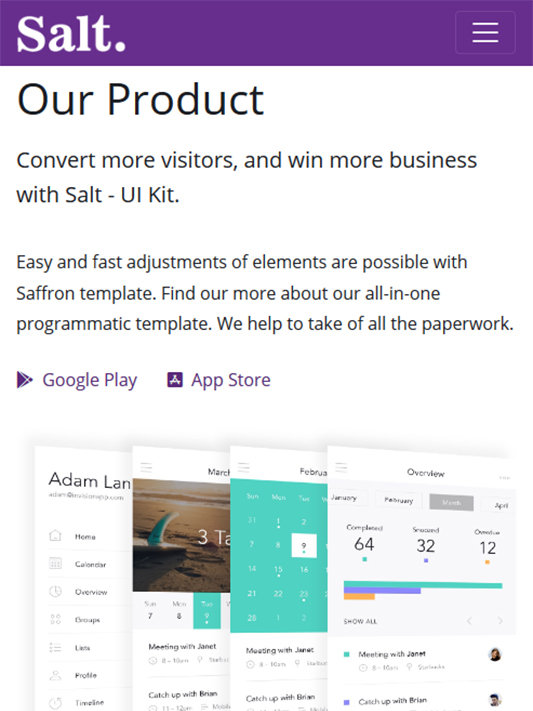 Salt.
Our Product
Convert more visitors, and win more business
with Salt - UI Kit.
Easy and fast adjustments of elements are possible with
Saffron template. Find our more about our all-in-one
programmatic template. We help to take of all the paperwork.
Google Play
App Store
Adam Lan
adam@invisionapp.com
Home
Calendar
Overview
Groups
Lists
Profile
Timeline
March
3 Ta
Sun Mon Tue
7 8 9
Meeting with Janet
8 - 10am
Catch up with Brian
11 - 12pm Mobile
Februa
Sun Mon Tue
31 1 2
7 8 9
14 15 16
21 22 23
28 1 2
Meeting with Janet
8 - 10am
Catch up with Brian
Overview
January February March April
Completed Snoozed Overdue
64 32 12
SHOW ALL
Meeting with Janet
8 - 10am Starbucks
Catch up with Brian